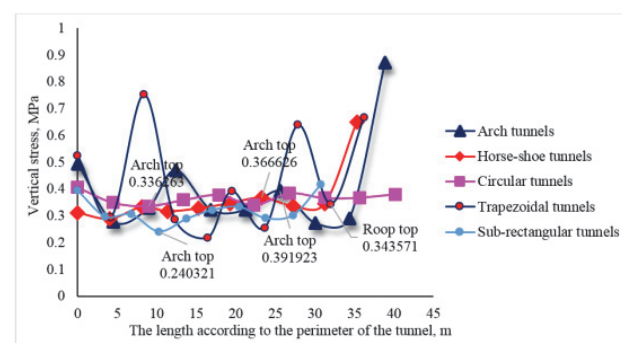 1
0.9
0.8
0.7
0.6
0.5
0.4
0.3
0.2
0.1
0
Vertical stress, MPa
Arch top
0.336263
Arch top
0.366626
Arch top
0.240321
Arch top
0.391923
Roop top
0.343571
0 5 10 15 20 25 30 35 40 45
The length according to the perimeter of the tunnel, m
Arch tunnels
Horse-shoe tunnels
Circular tunnels
Trapezoidal tunnels
Sub-rectangular tunnels